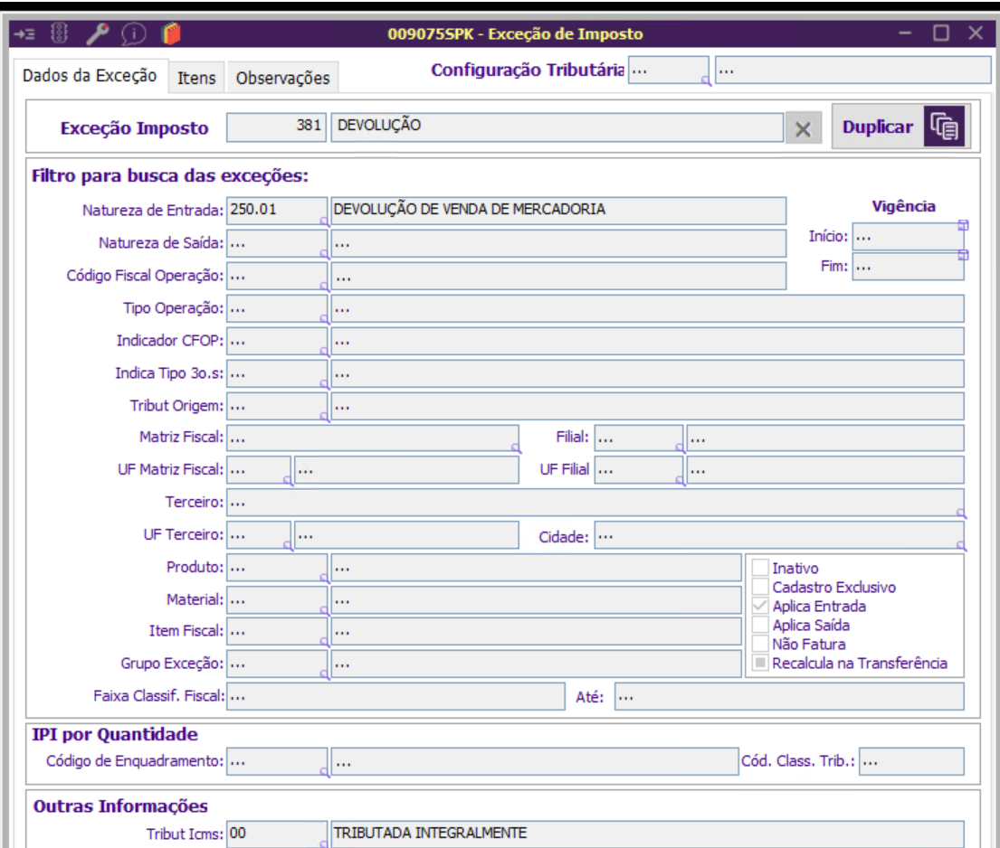 009075SPK - Exceção de Imposto
Dados da Exceção Itens Observações Configuração Tributária ... ...
Exceção Imposto 381 DEVOLUÇÃO Duplicar
Filtro para busca das exceções:
Natureza de Entrada: 250.01 DEVOLUÇÃO DE VENDA DE MERCADORIA Vigência
Natureza de Saída: ... ... Início: ...
Código Fiscal Operação: ... ... Fim: ...
Tipo Operação: ... ...
Indicador CFOP: ... ...
Indica Tipo 3o.s: ... ...
Tribut Origem: ... ...
Matriz Fiscal: ... Filial: ... ...
UF Matriz Fiscal: ... ... UF Filial ... ...
Terceiro: ...
UF Terceiro: ... ... Cidade: ...
Produto: ... ... Inativo
Cadastro Exclusivo
Material: ... ... Aplica Entrada
Item Fiscal: ... ... Aplica Saída
Não Fatura
Grupo Exceção: ... ... Recalcula na Transferência
Faixa Classif. Fiscal: ... Até: ...
IPI por Quantidade
Código de Enquadramento: ... ... Cód. Class. Trib.: ...
Outras Informações
Tribut Icms: 00 TRIBUTADA INTEGRALMENTE